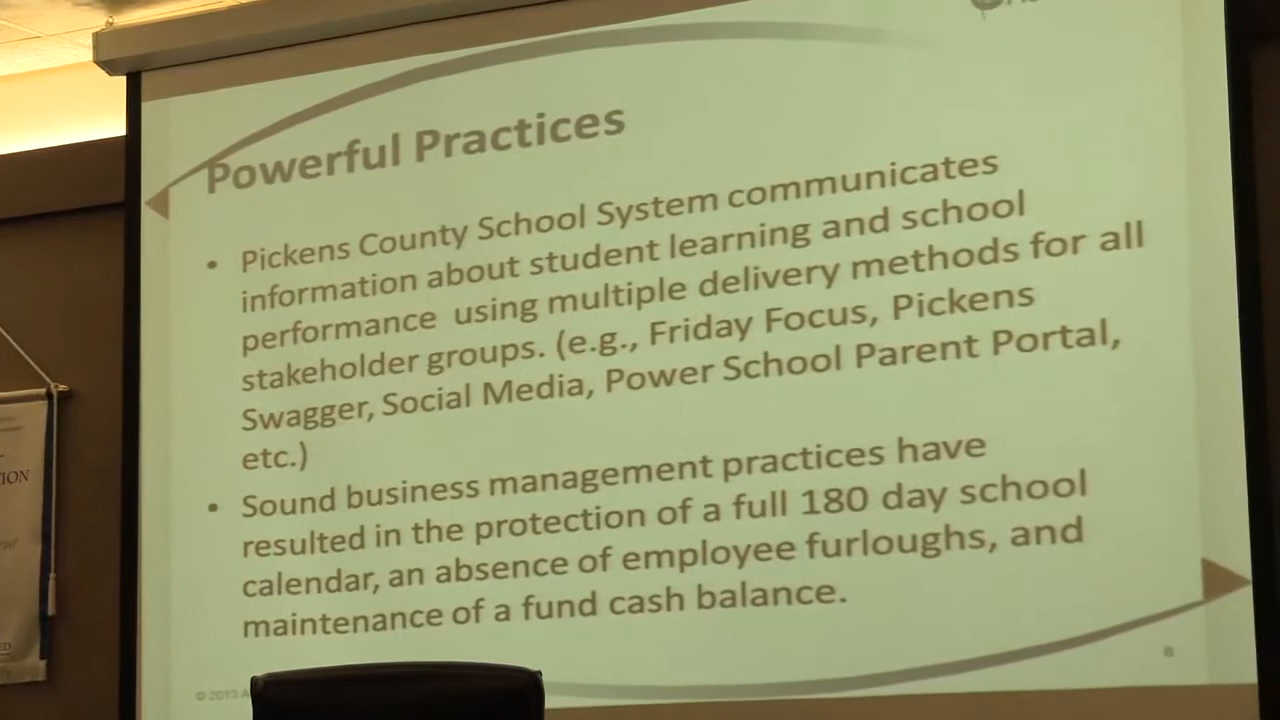 Powerful Practices
• Pickens County School System communicates
information about student learning and school
performance using multiple delivery methods for all
stakeholder groups. (e.g., Friday Focus, Pickens
Swagger, Social Media, Power School Parent Portal,
etc.)
• Sound business management practices have
resulted in the protection of a full 180 day school
calendar, an absence of employee furloughs, and
maintenance of a fund cash balance.
© 2013
8
ION